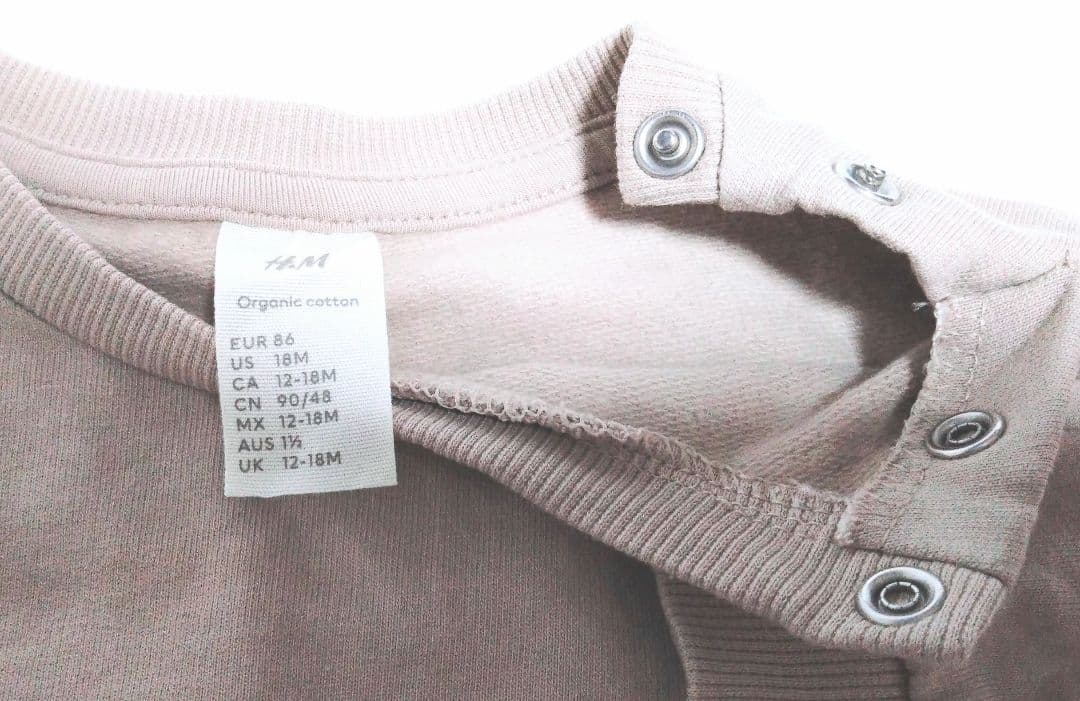 H&M
Organic cotton
EUR 86
US 18M
CA 12-18M
CN 90/48
MX 12-18M
AUS 1½
UK 12-18M